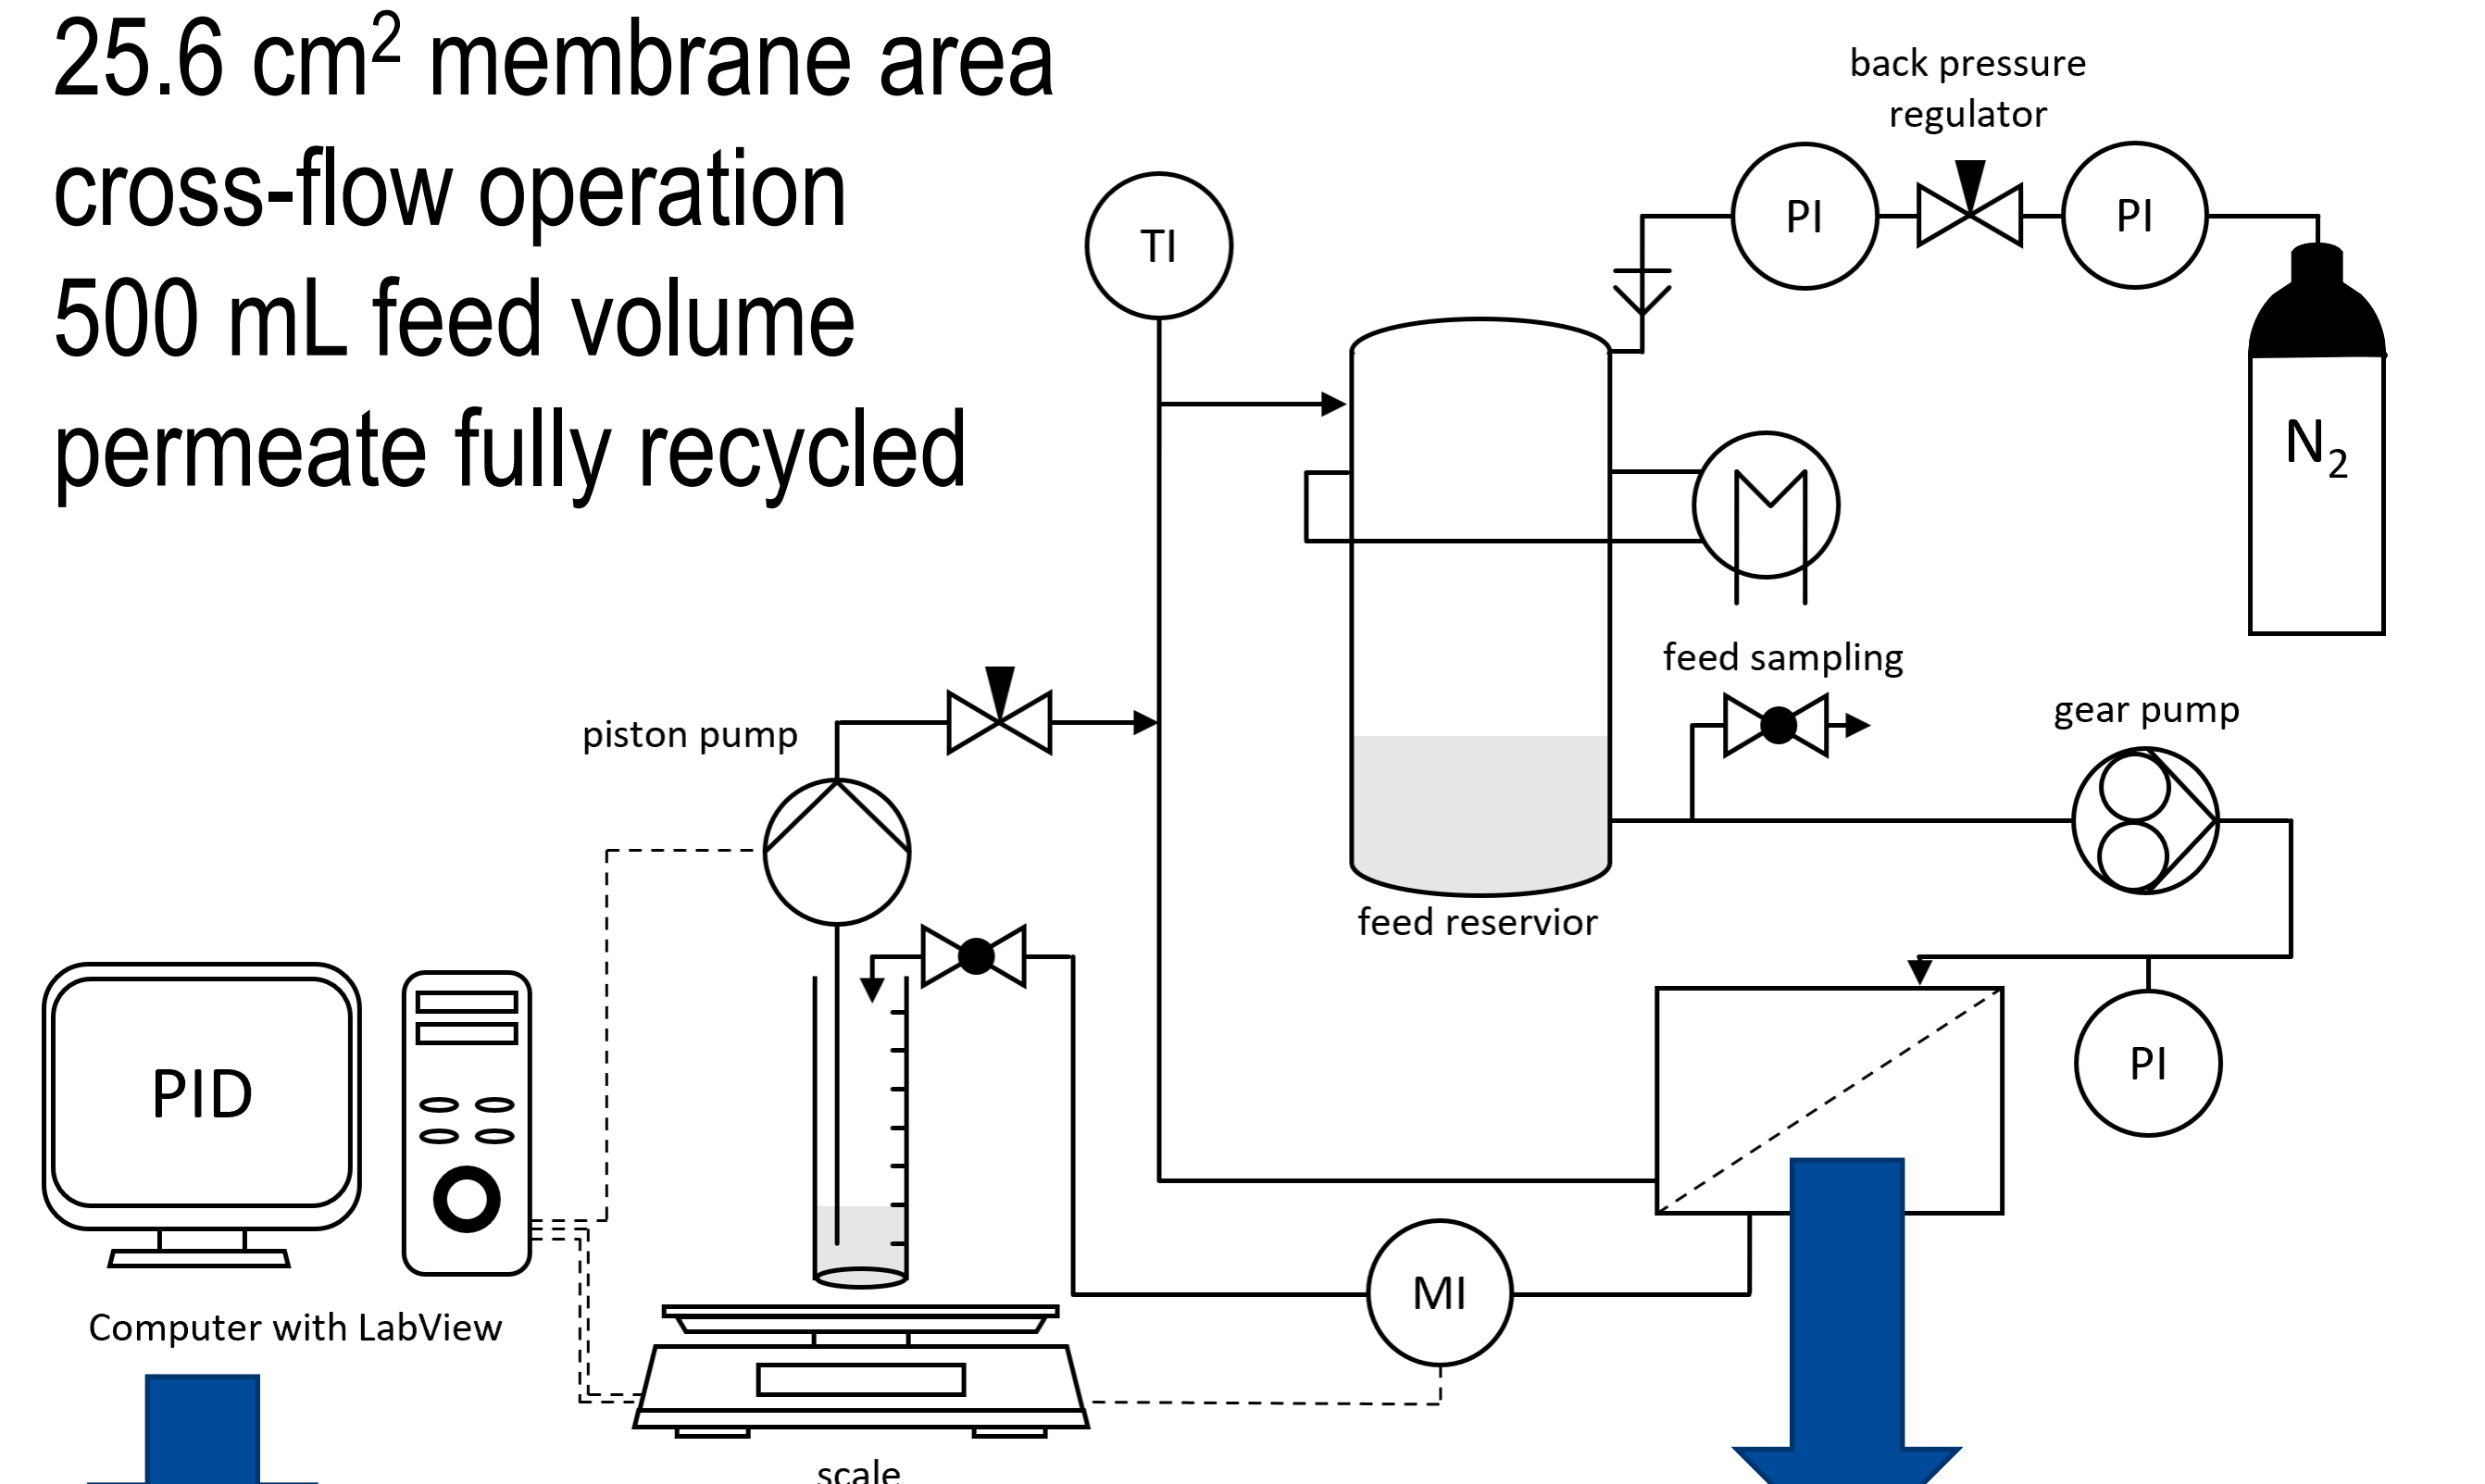 25.6 cm² membrane area
cross-flow operation
500 mL feed volume
permeate fully recycled
back pressure
regulator
TI
PI
PI
N₂
feed sampling
gear pump
piston pump
feed reservior
PID
PI
MI
Computer with LabView
scale